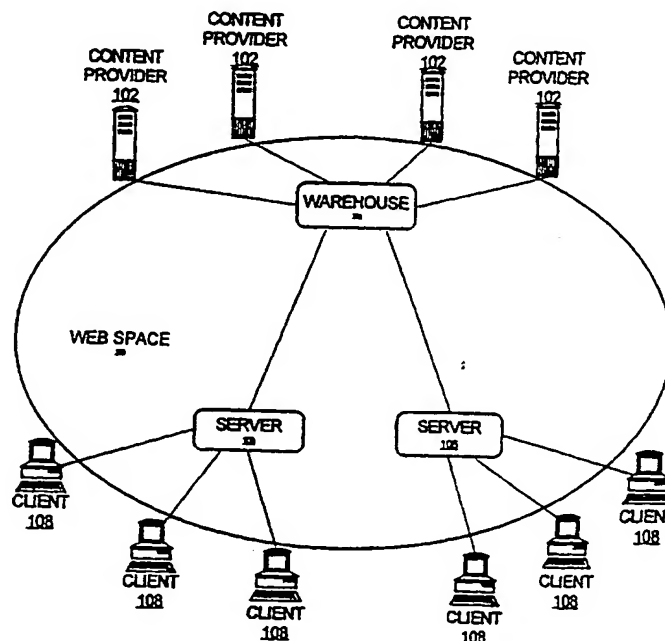 CONTENT
PROVIDER
102
CONTENT
PROVIDER
102
CONTENT
PROVIDER
102
CONTENT
PROVIDER
102
WAREHOUSE
WEB SPACE
SERVER
SERVER
106
CLIENT
108
CLIENT
108
CLIENT
108
CLIENT
108
CLIENT
108
CLIENT
108